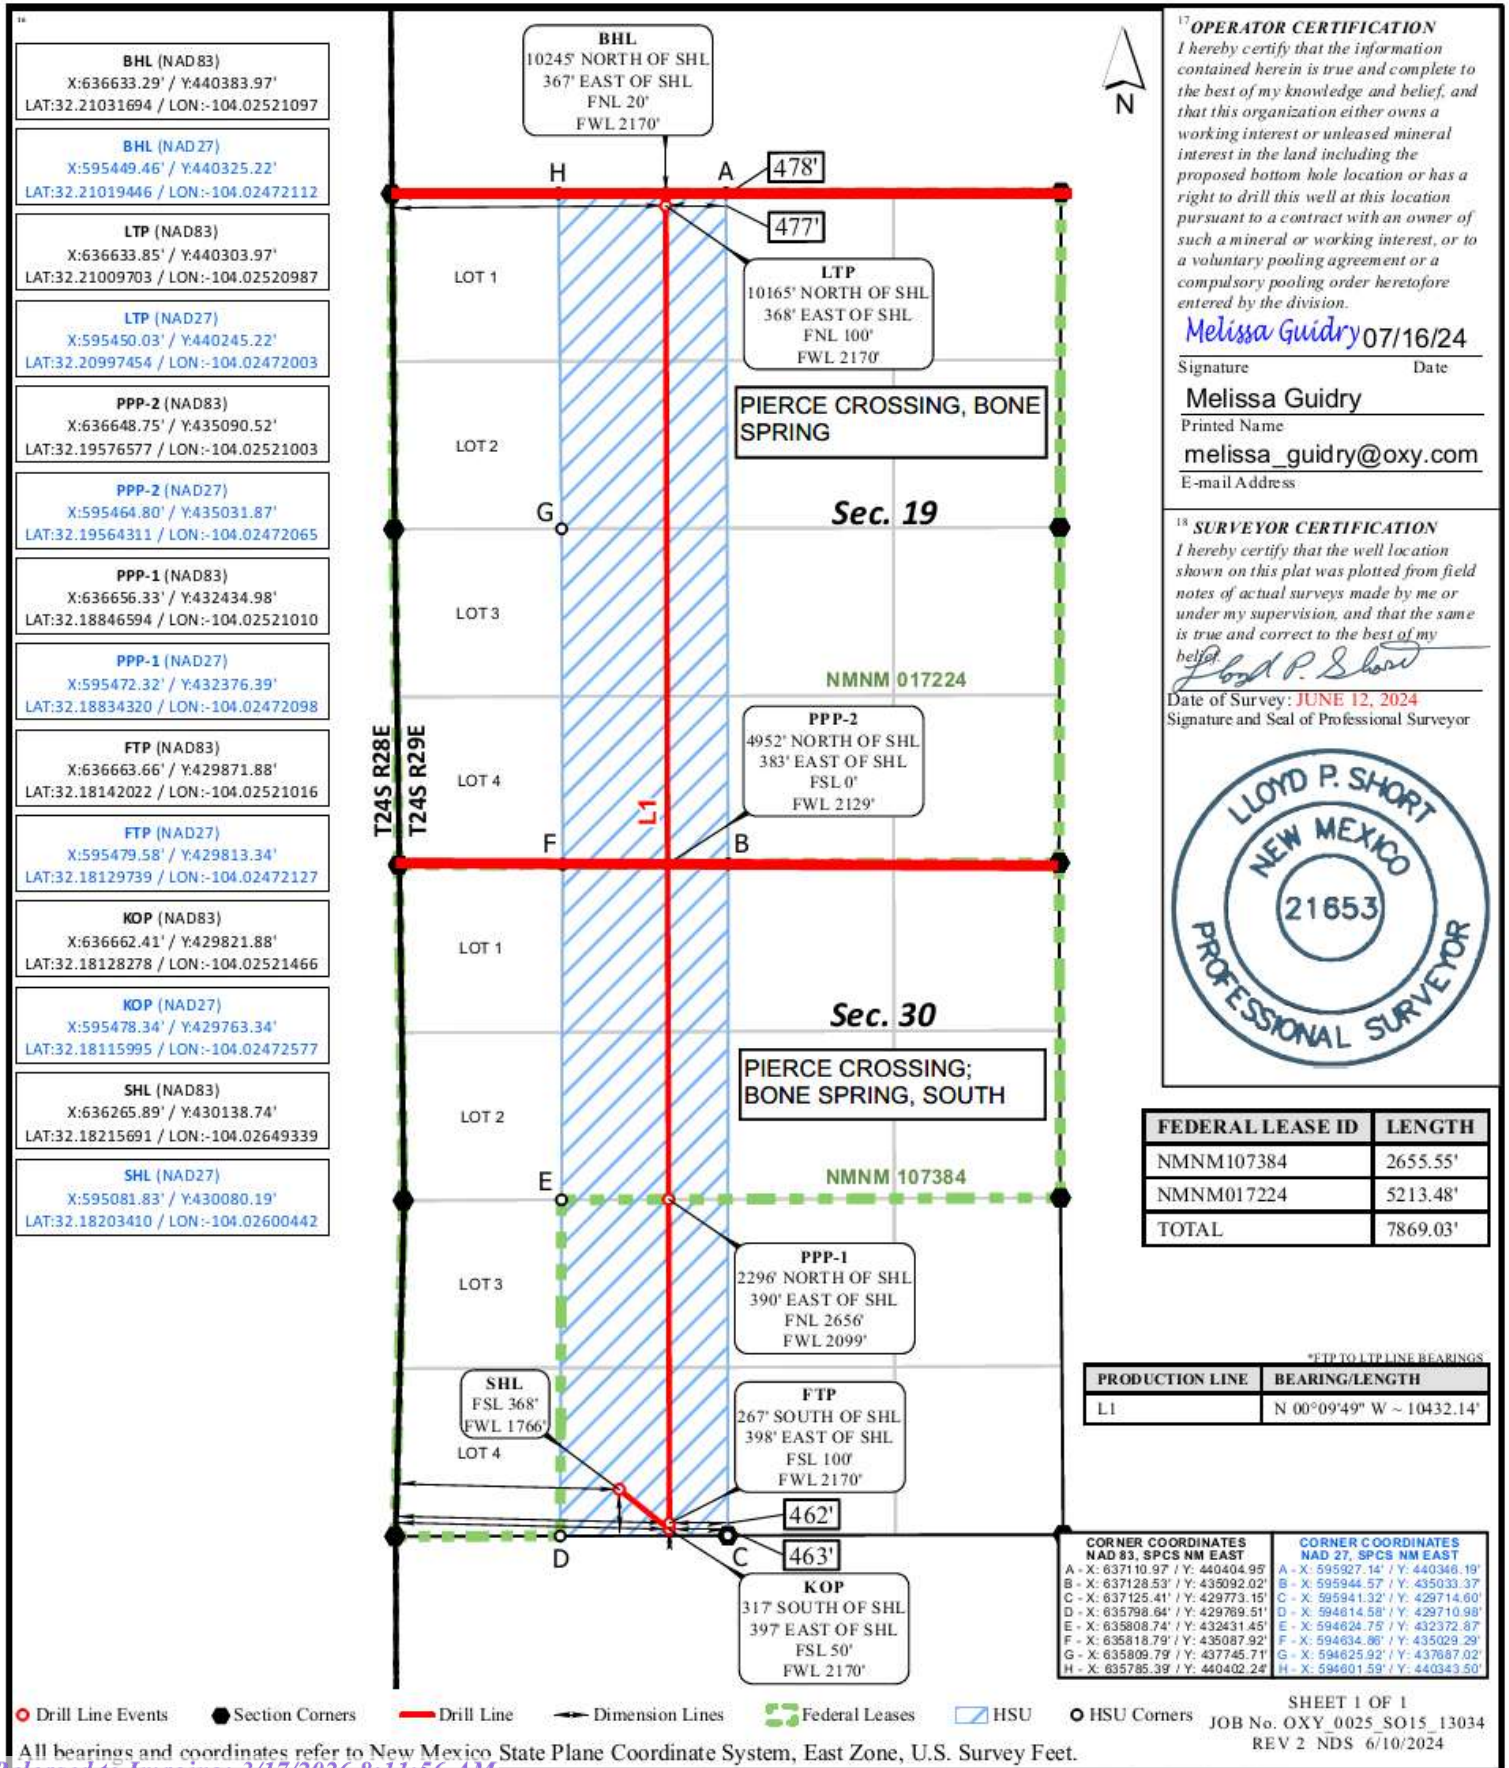 16
BHL (NAD83)
X:636633.29' / Y:440383.97'
LAT:32.21031694 / LON:-104.02521097
BHL (NAD27)
X:595449.46' / Y:440325.22'
LAT:32.21019446 / LON:-104.02472112
LTP (NAD83)
X:636633.85' / Y:440303.97'
LAT:32.21009703 / LON:-104.02520987
LTP (NAD27)
X:595450.03' / Y:440245.22'
LAT:32.20997454 / LON:-104.02472003
PPP-2 (NAD83)
X:636648.75' / Y:435090.52'
LAT:32.19576577 / LON:-104.02521003
PPP-2 (NAD27)
X:595464.80' / Y:435031.87'
LAT:32.19564311 / LON:-104.02472065
PPP-1 (NAD83)
X:636656.33' / Y:432434.98'
LAT:32.18846594 / LON:-104.02521010
PPP-1 (NAD27)
X:595472.32' / Y:432376.39'
LAT:32.18834320 / LON:-104.02472098
FTP (NAD83)
X:636663.66' / Y:429871.88'
LAT:32.18142022 / LON:-104.02521016
FTP (NAD27)
X:595479.58' / Y:429813.34'
LAT:32.18129739 / LON:-104.02472127
KOP (NAD83)
X:636662.41' / Y:429821.88'
LAT:32.18128278 / LON:-104.02521466
KOP (NAD27)
X:595478.34' / Y:429763.34'
LAT:32.18115995 / LON:-104.02472577
SHL (NAD83)
X:636265.89' / Y:430138.74'
LAT:32.18215691 / LON:-104.02649339
SHL (NAD27)
X:595081.83' / Y:430080.19'
LAT:32.18203410 / LON:-104.02600442
BHL
10245' NORTH OF SHL
367' EAST OF SHL
FNL 20'
FWL 2170'
N
H
A
478'
477'
LOT 1
LTP
10165' NORTH OF SHL
368' EAST OF SHL
FNL 100'
FWL 2170'
PIERCE CROSSING, BONE
SPRING
LOT 2
G
Sec. 19
LOT 3
NMNM 017224
PPP-2
4952' NORTH OF SHL
383' EAST OF SHL
FSL 0'
FWL 2129'
T24S R28E
T24S R29E
LOT 4
L1
F
B
LOT 1
Sec. 30
PIERCE CROSSING;
BONE SPRING, SOUTH
LOT 2
E
NMNM 107384
PPP-1
2296' NORTH OF SHL
390' EAST OF SHL
FNL 2656'
FWL 2099'
LOT 3
SHL
FSL 368'
FWL 1766'
LOT 4
FTP
267' SOUTH OF SHL
398' EAST OF SHL
FSL 100'
FWL 2170'
462'
463'
D
C
KOP
317' SOUTH OF SHL
397' EAST OF SHL
FSL 50'
FWL 2170'
17 OPERATOR CERTIFICATION
I hereby certify that the information
contained herein is true and complete to
the best of my knowledge and belief, and
that this organization either owns a
working interest or unleased mineral
interest in the land including the
proposed bottom hole location or has a
right to drill this well at this location
pursuant to a contract with an owner of
such a mineral or working interest, or to
a voluntary pooling agreement or a
compulsory pooling order heretofore
entered by the division.
Melissa Guidry 07/16/24
Signature Date
Melissa Guidry
Printed Name
melissa_guidry@oxy.com
E-mail Address
18 SURVEYOR CERTIFICATION
I hereby certify that the well location
shown on this plat was plotted from field
notes of actual surveys made by me or
under my supervision, and that the same
is true and correct to the best of my
belief.
Lloyd P. Short
Date of Survey: JUNE 12, 2024
Signature and Seal of Professional Surveyor
LLOYD P. SHORT
NEW MEXICO
21653
PROFESSIONAL SURVEYOR
FEDERAL LEASE ID LENGTH
NMNM107384 2655.55'
NMNM017224 5213.48'
TOTAL 7869.03'
*FTP TO LTP LINE BEARINGS
PRODUCTION LINE BEARING/LENGTH
L1 N 00°09'49" W ~ 10432.14'
CORNER COORDINATES
NAD 83, SPCS NM EAST
A - X: 637110.97' / Y: 440404.95'
B - X: 637128.53' / Y: 435092.02'
C - X: 637125.41' / Y: 429773.15'
D - X: 635798.64' / Y: 429769.51'
E - X: 635808.74' / Y: 432431.45'
F - X: 635818.79' / Y: 435087.92'
G - X: 635809.79' / Y: 437745.71'
H - X: 635785.39' / Y: 440402.24'
CORNER COORDINATES
NAD 27, SPCS NM EAST
A - X: 595927.14' / Y: 440346.19'
B - X: 595944.57' / Y: 435033.37'
C - X: 595941.32' / Y: 429714.60'
D - X: 594614.58' / Y: 429710.98'
E - X: 594624.75' / Y: 432372.87'
F - X: 594634.86' / Y: 435029.29'
G - X: 594625.92' / Y: 437687.02'
H - X: 594601.59' / Y: 440343.50'
Drill Line Events Section Corners Drill Line Dimension Lines Federal Leases HSU HSU Corners
SHEET 1 OF 1
JOB No. OXY_0025_SO15_13034
REV 2 NDS 6/10/2024
All bearings and coordinates refer to New Mexico State Plane Coordinate System, East Zone, U.S. Survey Feet.
Released to Imaging: 3/17/2026 8:11:56 AM